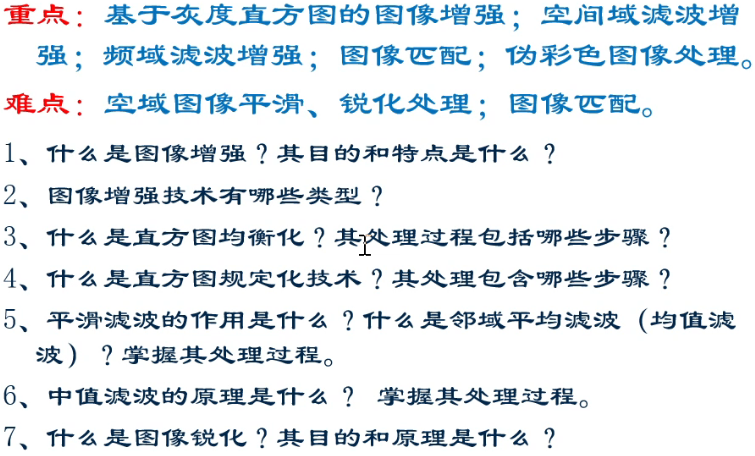 重点：基于灰度直方图的图像增强；空间域滤波增
强；频域滤波增强；图像匹配；伪彩色图像处理。
难点：空域图像平滑、锐化处理；图像匹配。
1、什么是图像增强？其目的和特点是什么？
2、图像增强技术有哪些类型？
3、什么是直方图均衡化？其处理过程包括哪些步骤？
4、什么是直方图规定化技术？其处理包含哪些步骤？
5、平滑滤波的作用是什么？什么是邻域平均滤波（均值滤
波）？掌握其处理过程。
6、中值滤波的原理是什么？ 掌握其处理过程。
7、什么是图像锐化？其目的和原理是什么？